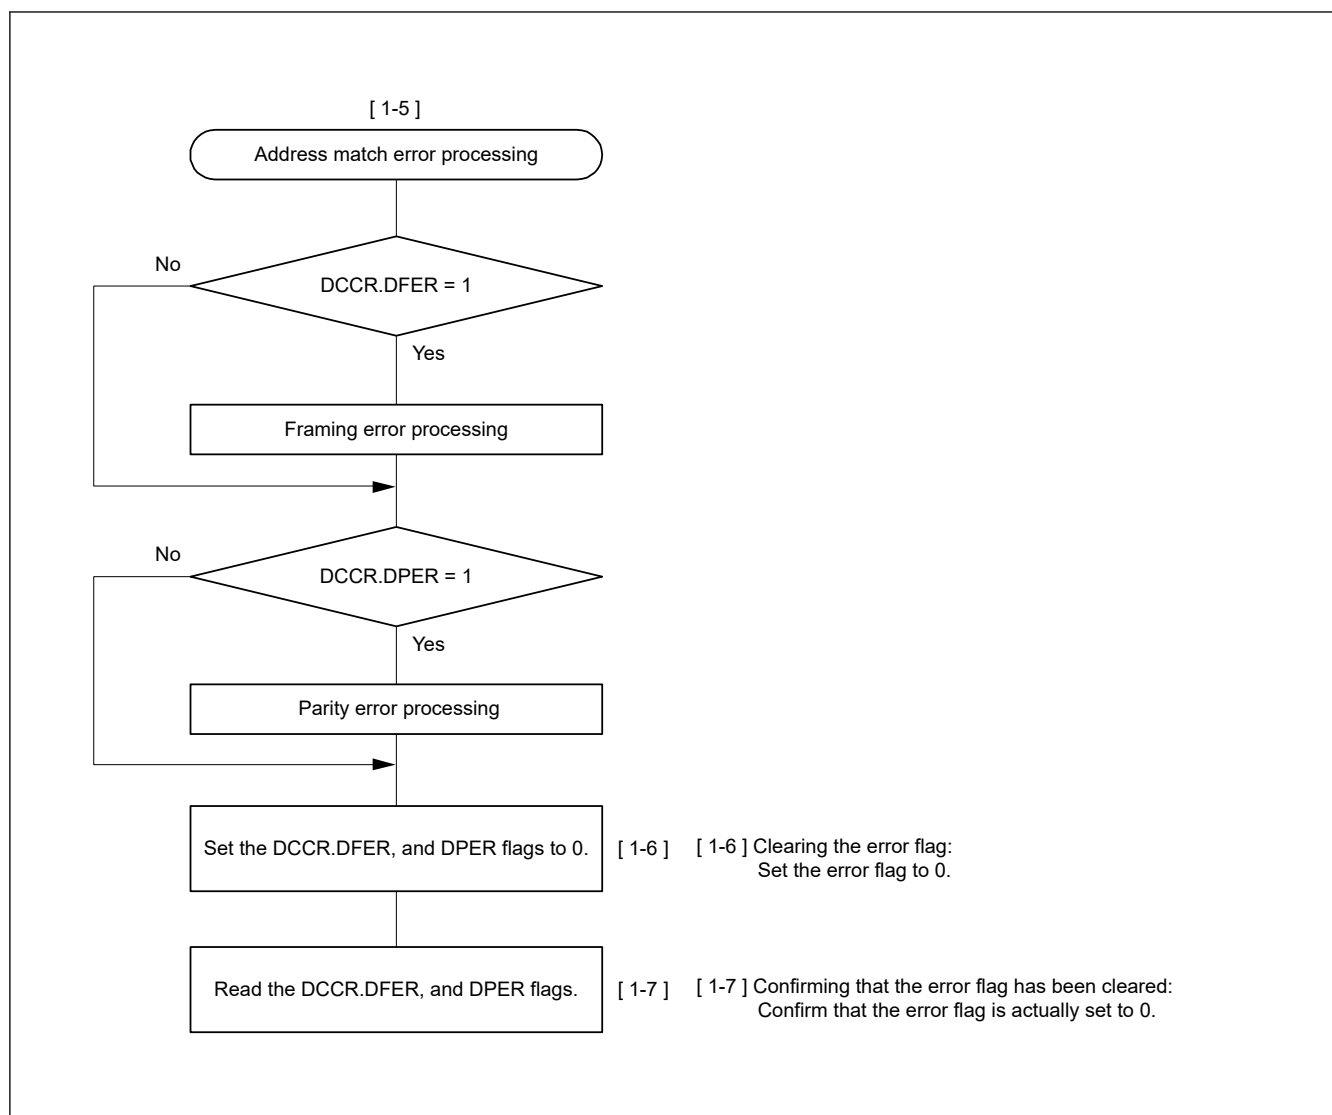 [ 1-5 ]
Address match error processing
No
DCCR.DFER = 1
Yes
Framing error processing
No
DCCR.DPER = 1
Yes
Parity error processing
Set the DCCR.DFER, and DPER flags to 0.
[ 1-6 ]
[ 1-6 ] Clearing the error flag:
Set the error flag to 0.
Read the DCCR.DFER, and DPER flags.
[ 1-7 ]
[ 1-7 ] Confirming that the error flag has been cleared:
Confirm that the error flag is actually set to 0.